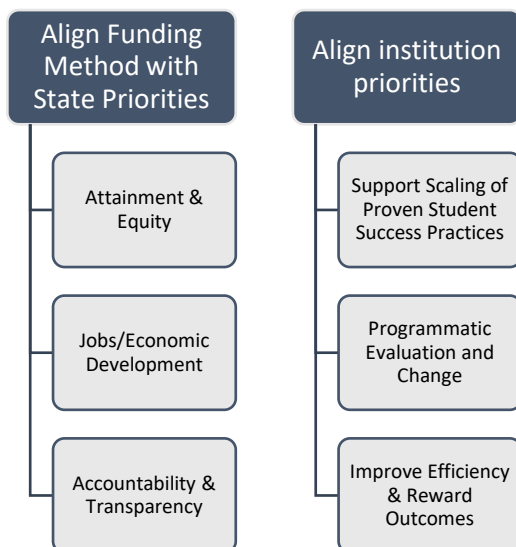 Align Funding
Method with
State Priorities
Attainment &
Equity
Jobs/Economic
Development
Accountability &
Transparency
Align institution
priorities
Support Scaling of
Proven Student
Success Practices
Programmatic
Evaluation and
Change
Improve Efficiency
& Reward
Outcomes